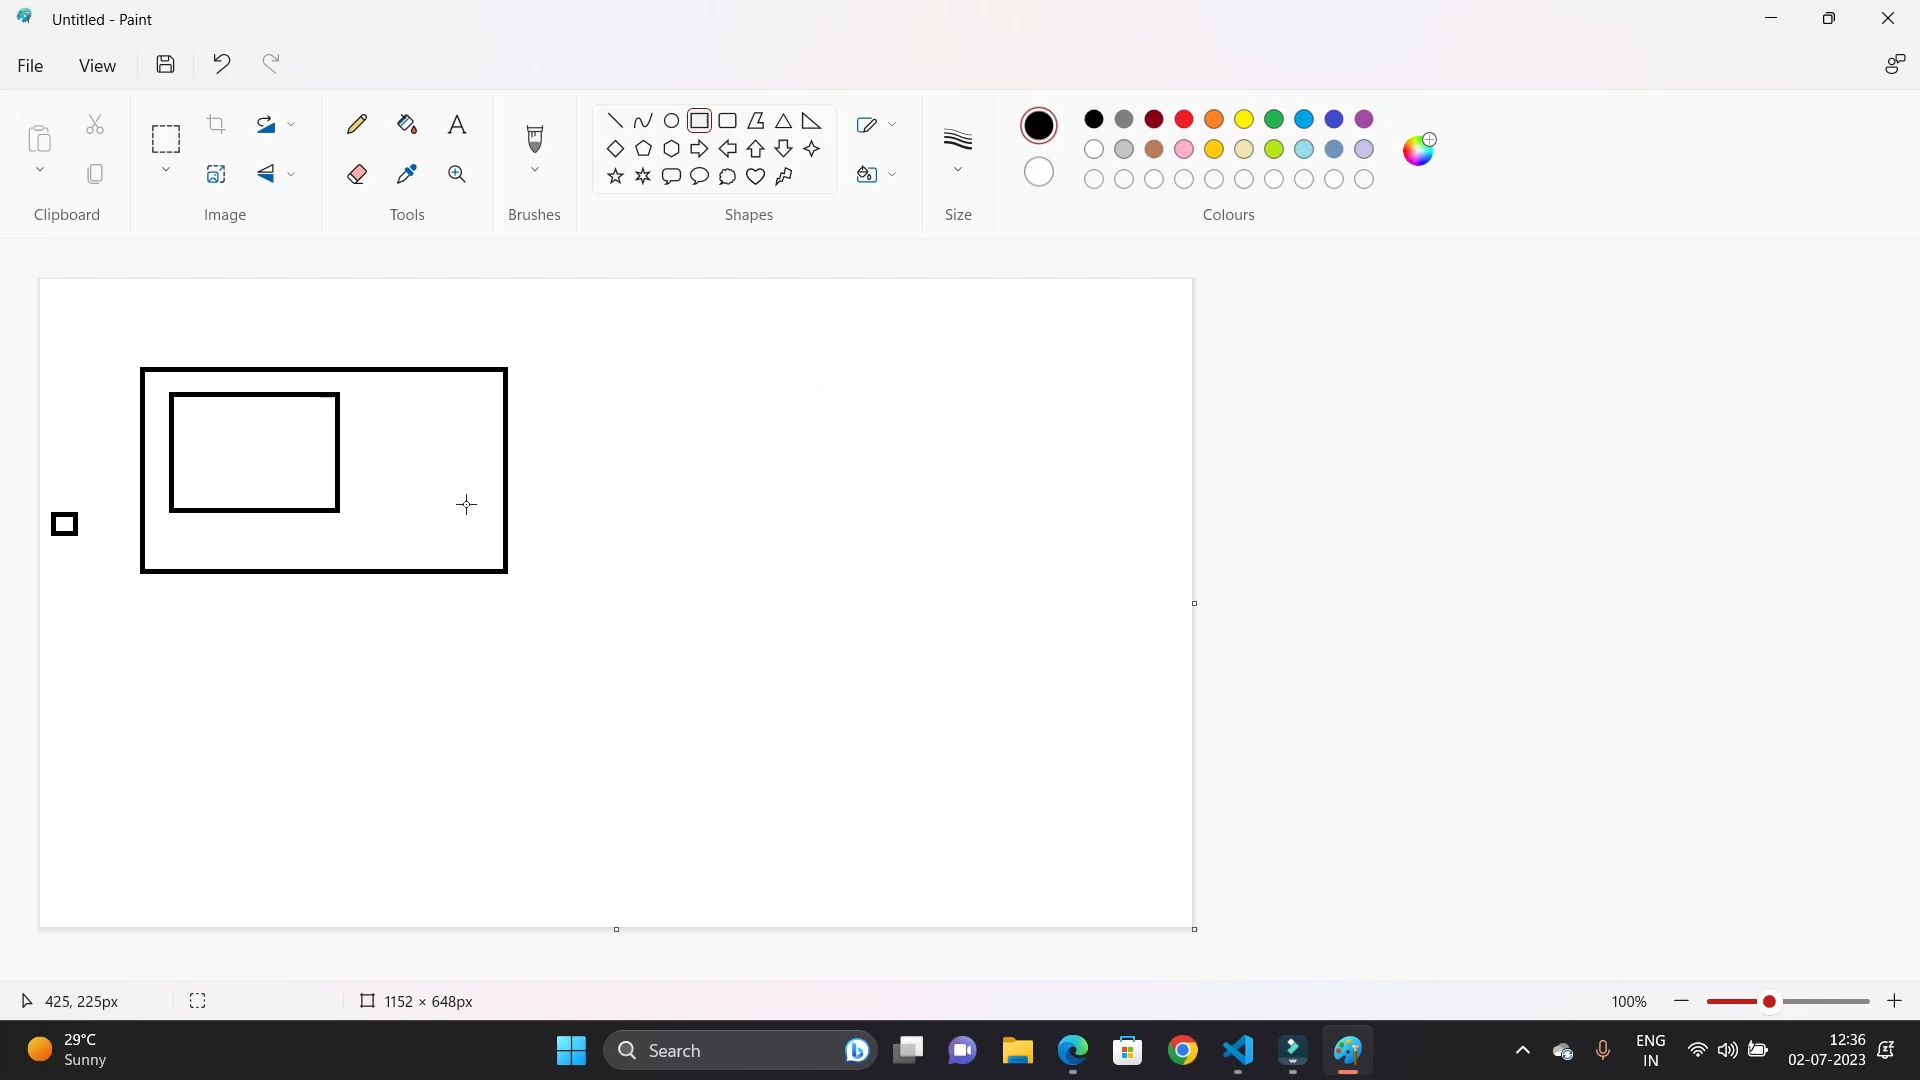 Untitled - Paint
File View
Clipboard Image Tools Brushes Shapes Size Colours
425, 225px 1152 × 648px 100%
29°C
Sunny
Search
ENG
IN
12:36
02-07-2023